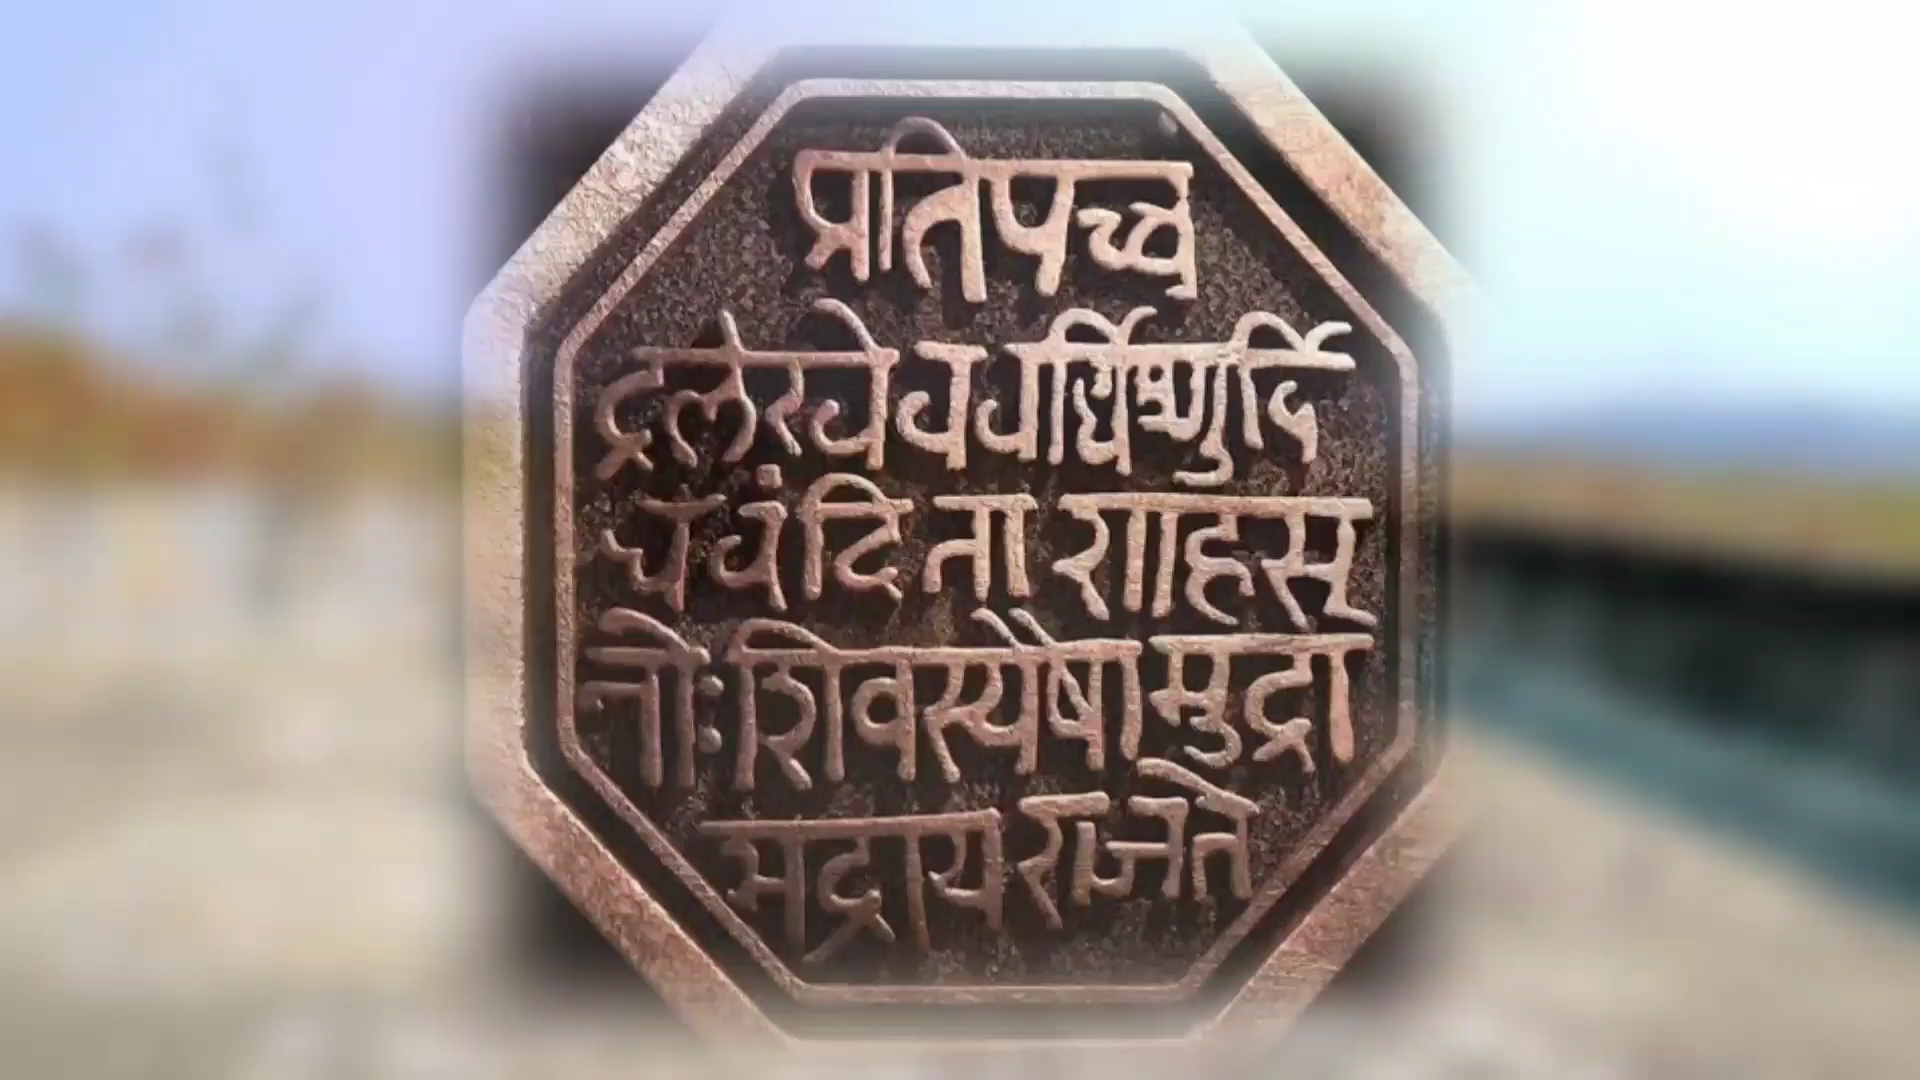 प्रतिपच्चं
द्रलेखेव वर्धिष्णुर्वि
श्ववंदिता शाहसू
नोः शिवस्यैषा मुद्रा
भद्राय राजते